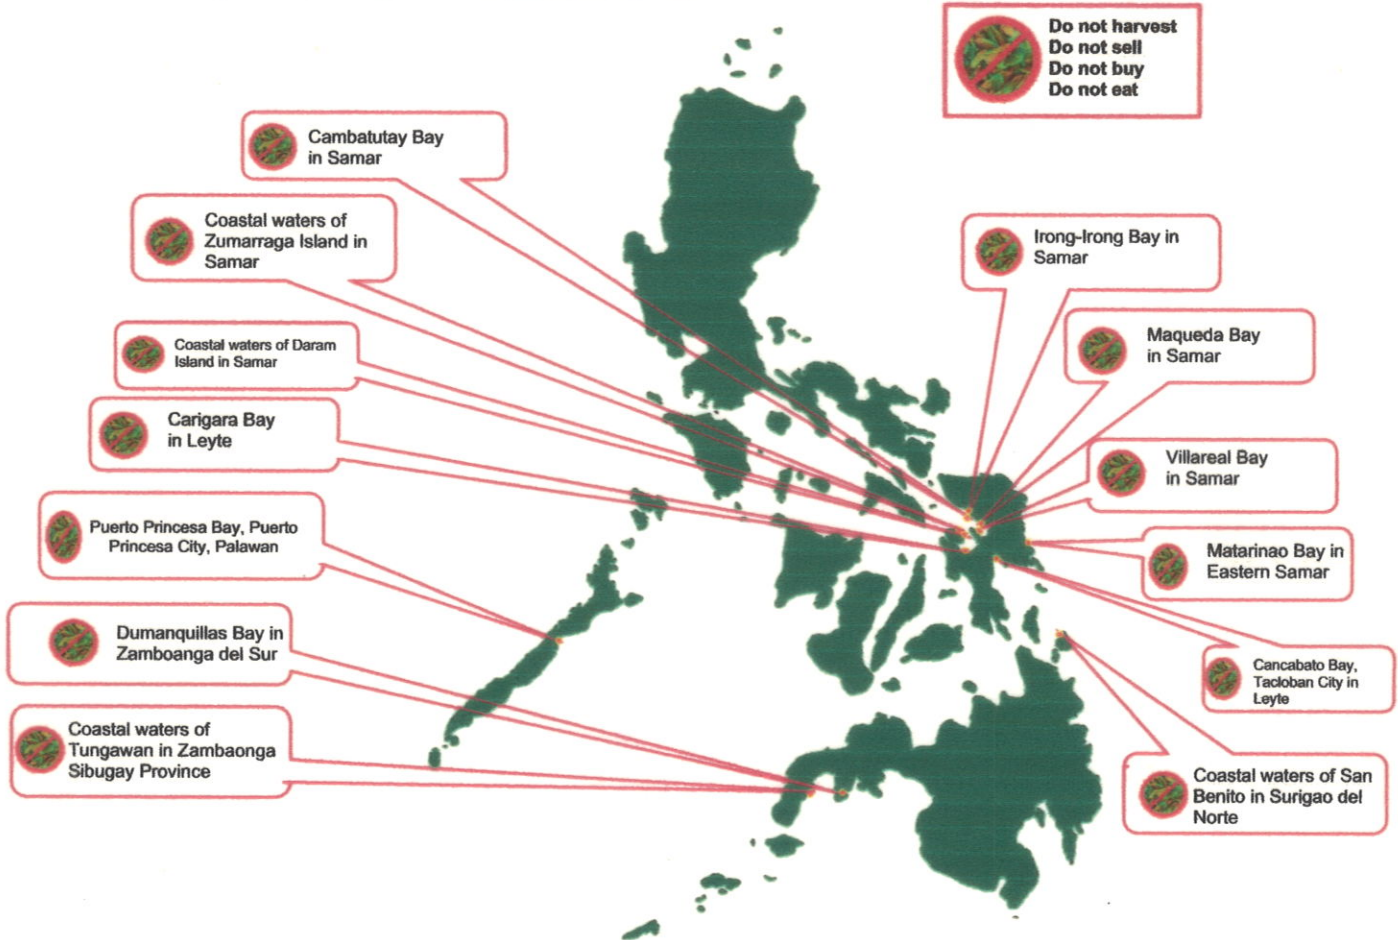 Do not harvest
Do not sell
Do not buy
Do not eat
Cambatutay Bay
in Samar
Coastal waters of
Zumarraga Island in
Samar
Coastal waters of Daram
Island in Samar
Carigara Bay
in Leyte
Puerto Princesa Bay, Puerto
Princesa City, Palawan
Dumanquillas Bay in
Zamboanga del Sur
Coastal waters of
Tungawan in Zambaonga
Sibugay Province
Irong-Irong Bay in
Samar
Maqueda Bay
in Samar
Villareal Bay
in Samar
Matarinao Bay in
Eastern Samar
Cancabato Bay,
Tacloban City in
Leyte
Coastal waters of San
Benito in Surigao del
Norte